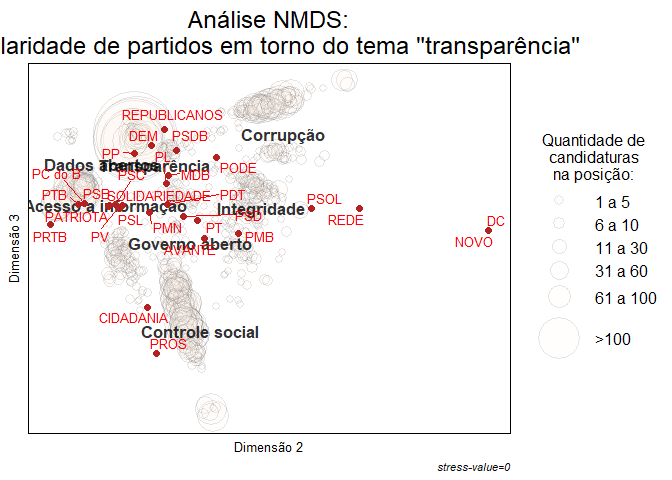 Análise NMDS:
laridade de partidos em torno do tema "transparência"
REPUBLICANOS
DEM
PSDB
Corrupção
PP
PL
Dados abertos
Transparência
PODE
PC do B
PSC
MDB
PTB
PSB
SOLIDARIEDADE
PDT
PSOL
Acesso a informação
Integridade
PATRIOTA
PSL
PSD
REDE
DC
PRTB
PV
PMN
PT
PMB
NOVO
Governo aberto
AVANTE
CIDADANIA
Controle social
PROS
Dimensão 3
Dimensão 2
stress-value=0
Quantidade de
candidaturas
na posição:
1 a 5
6 a 10
11 a 30
31 a 60
61 a 100
>100